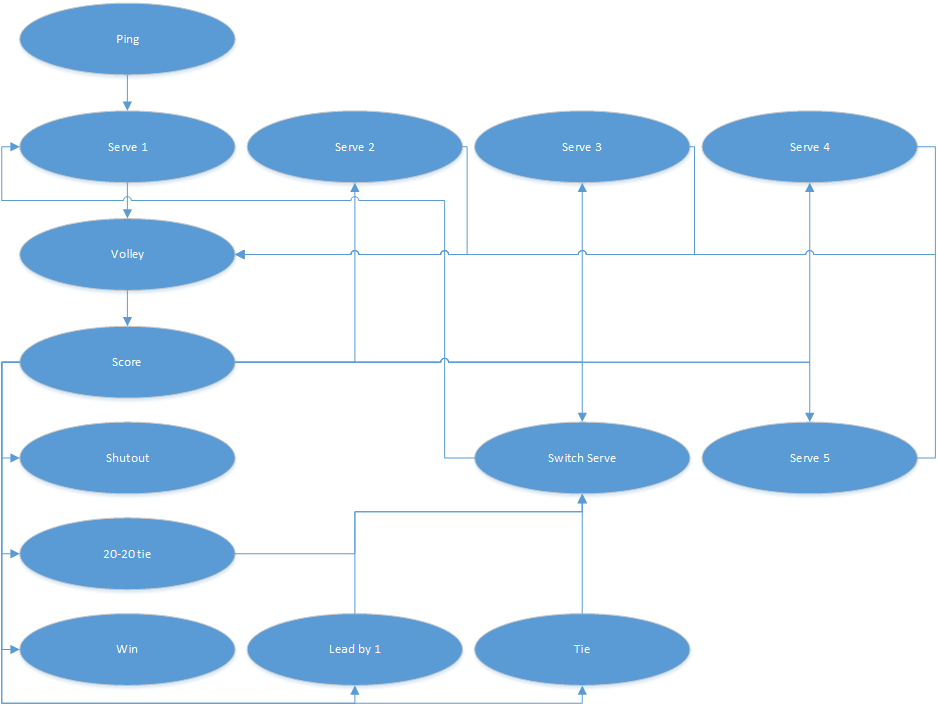 Ping
Serve 1
Serve 2
Serve 3
Serve 4
Volley
Score
Shutout
Switch Serve
Serve 5
20-20 tie
Win
Lead by 1
Tie